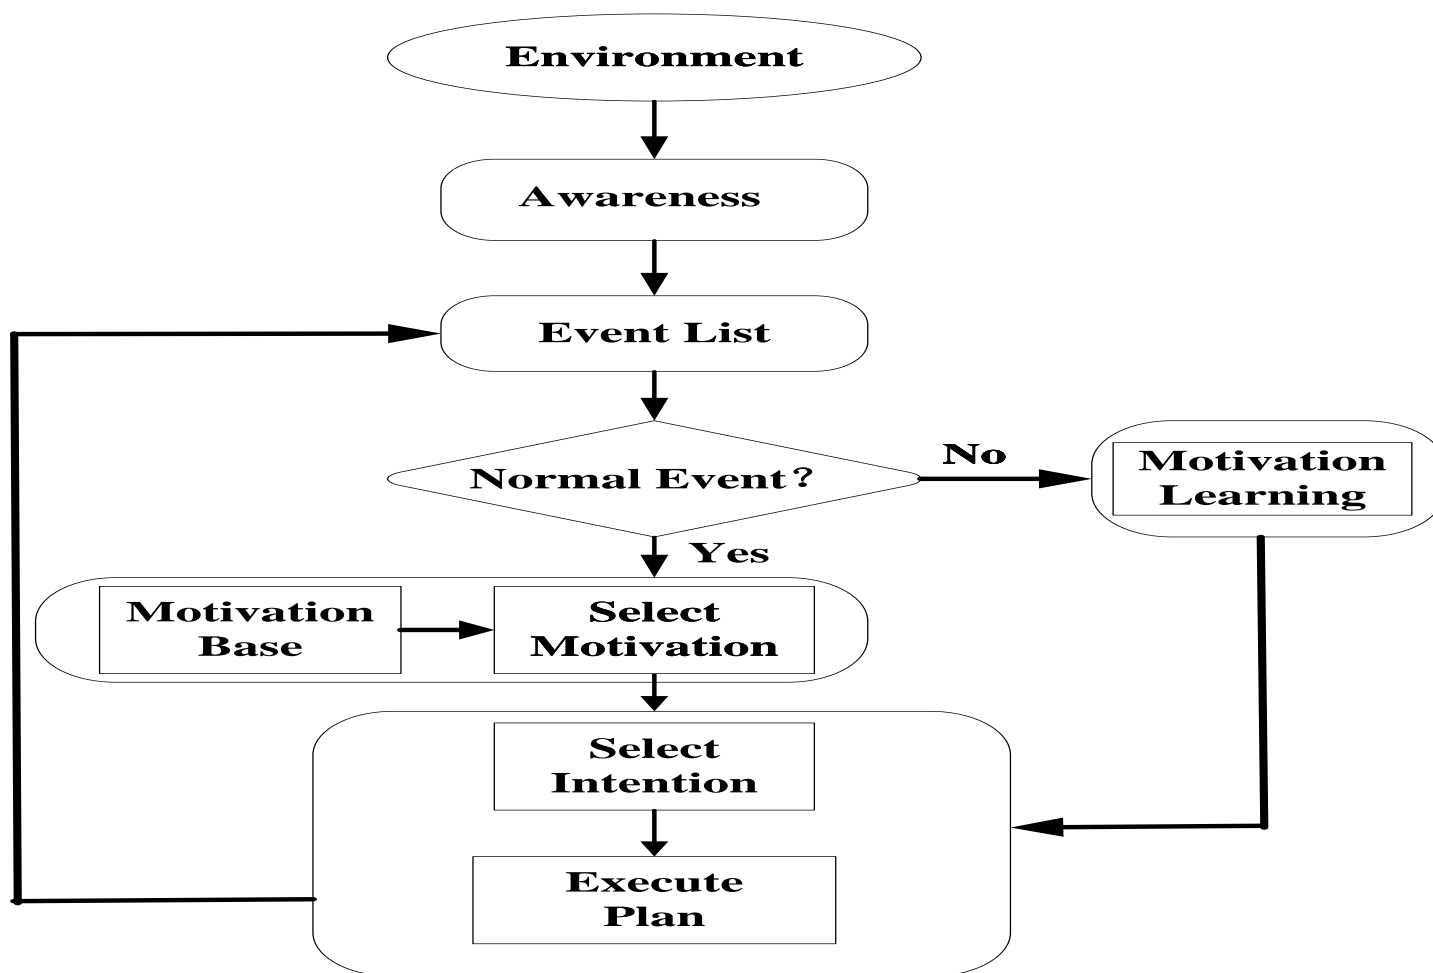 Environment
Awareness
Event List
Normal Event?
No
Motivation
Learning
Yes
Motivation
Base
Select
Motivation
Select
Intention
Execute
Plan